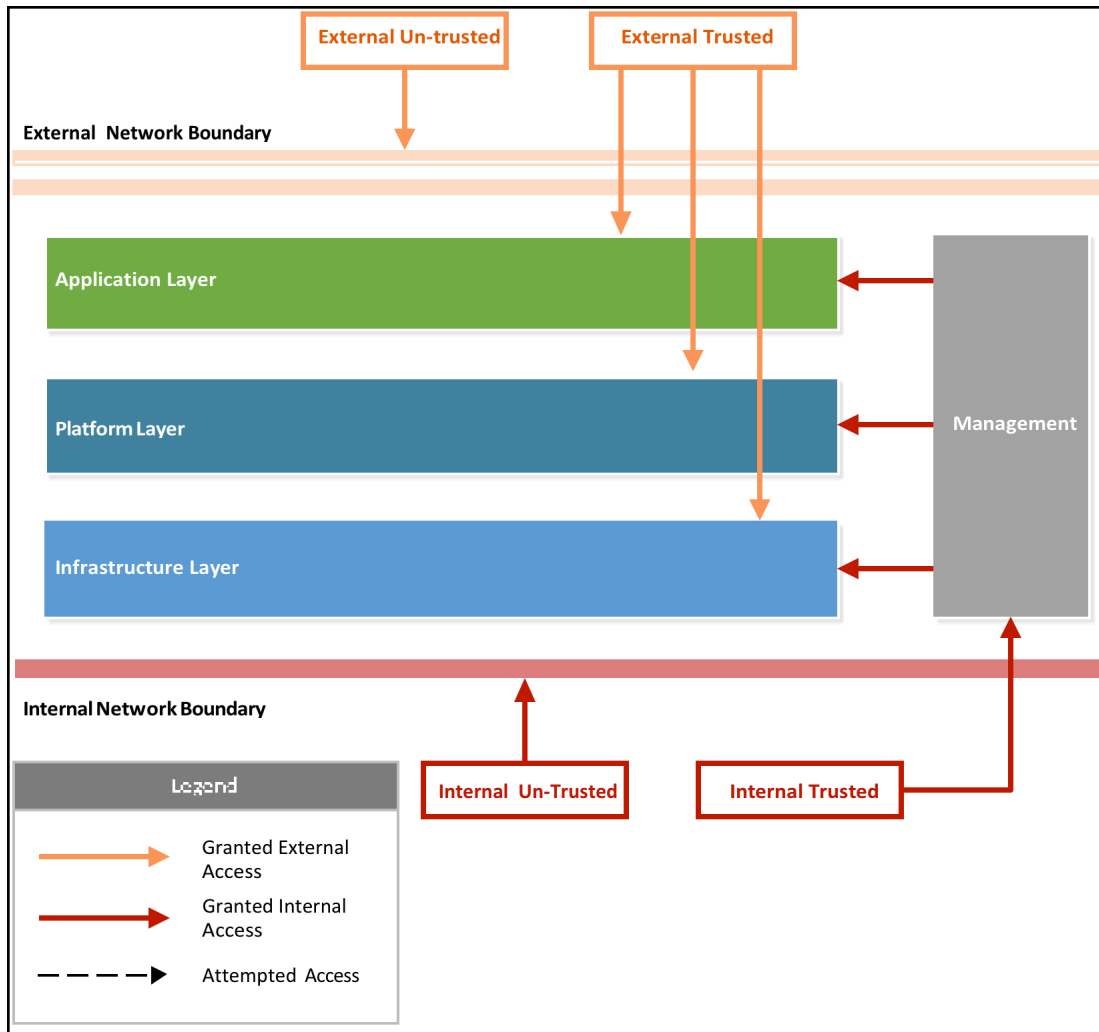 External Un-trusted
External Trusted
External Network Boundary
Application Layer
Platform Layer
Management
Infrastructure Layer
Internal Network Boundary
Legend
Internal Un-Trusted
Internal Trusted
Granted External
Access
Granted Internal
Access
Attempted Access